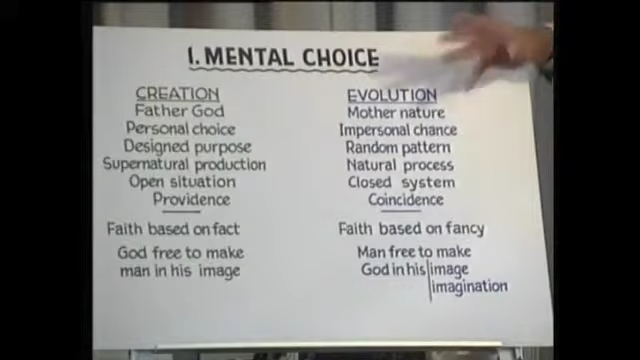 1. MENTAL CHOICE
CREATION
Father God
Personal choice
Designed purpose
Supernatural production
Open situation
Providence
Faith based on fact
God free to make
man in his image
EVOLUTION
Mother nature
Impersonal chance
Random pattern
Natural process
Closed system
Coincidence
Faith based on fancy
Man free to make
God in his image
imagination